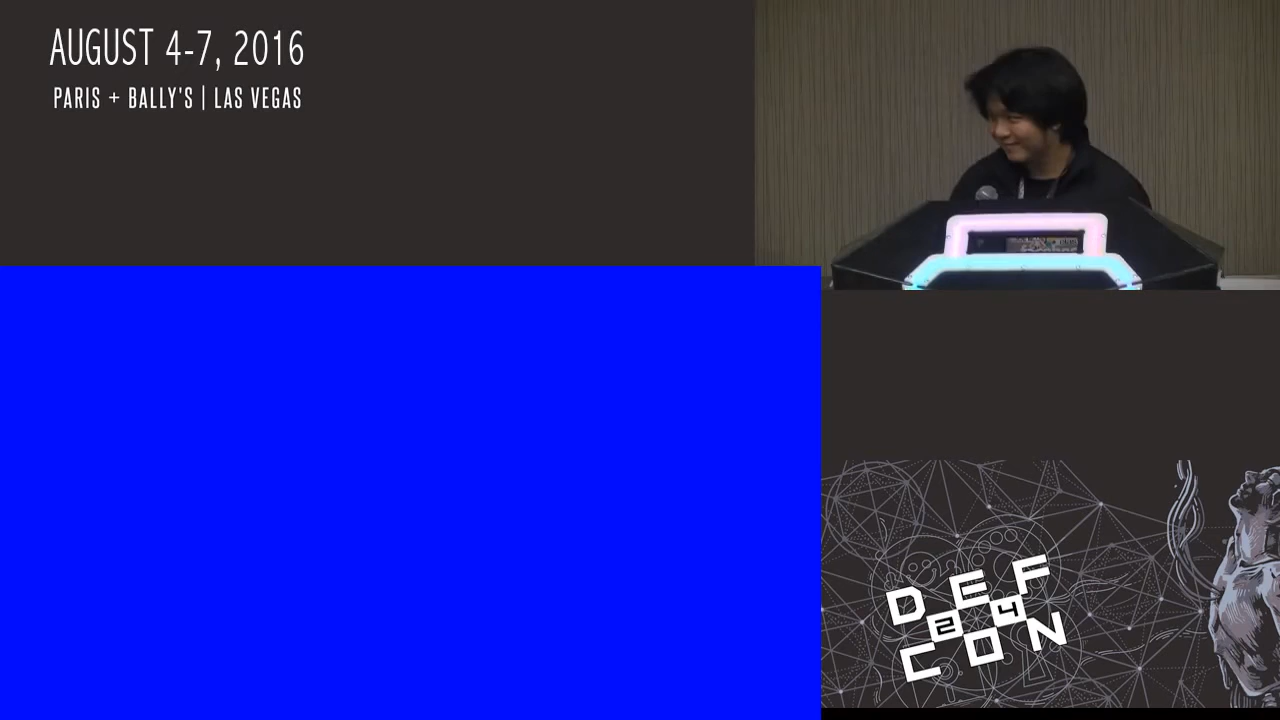 AUGUST 4-7, 2016
PARIS + BALLY'S | LAS VEGAS
DEF
24
CON